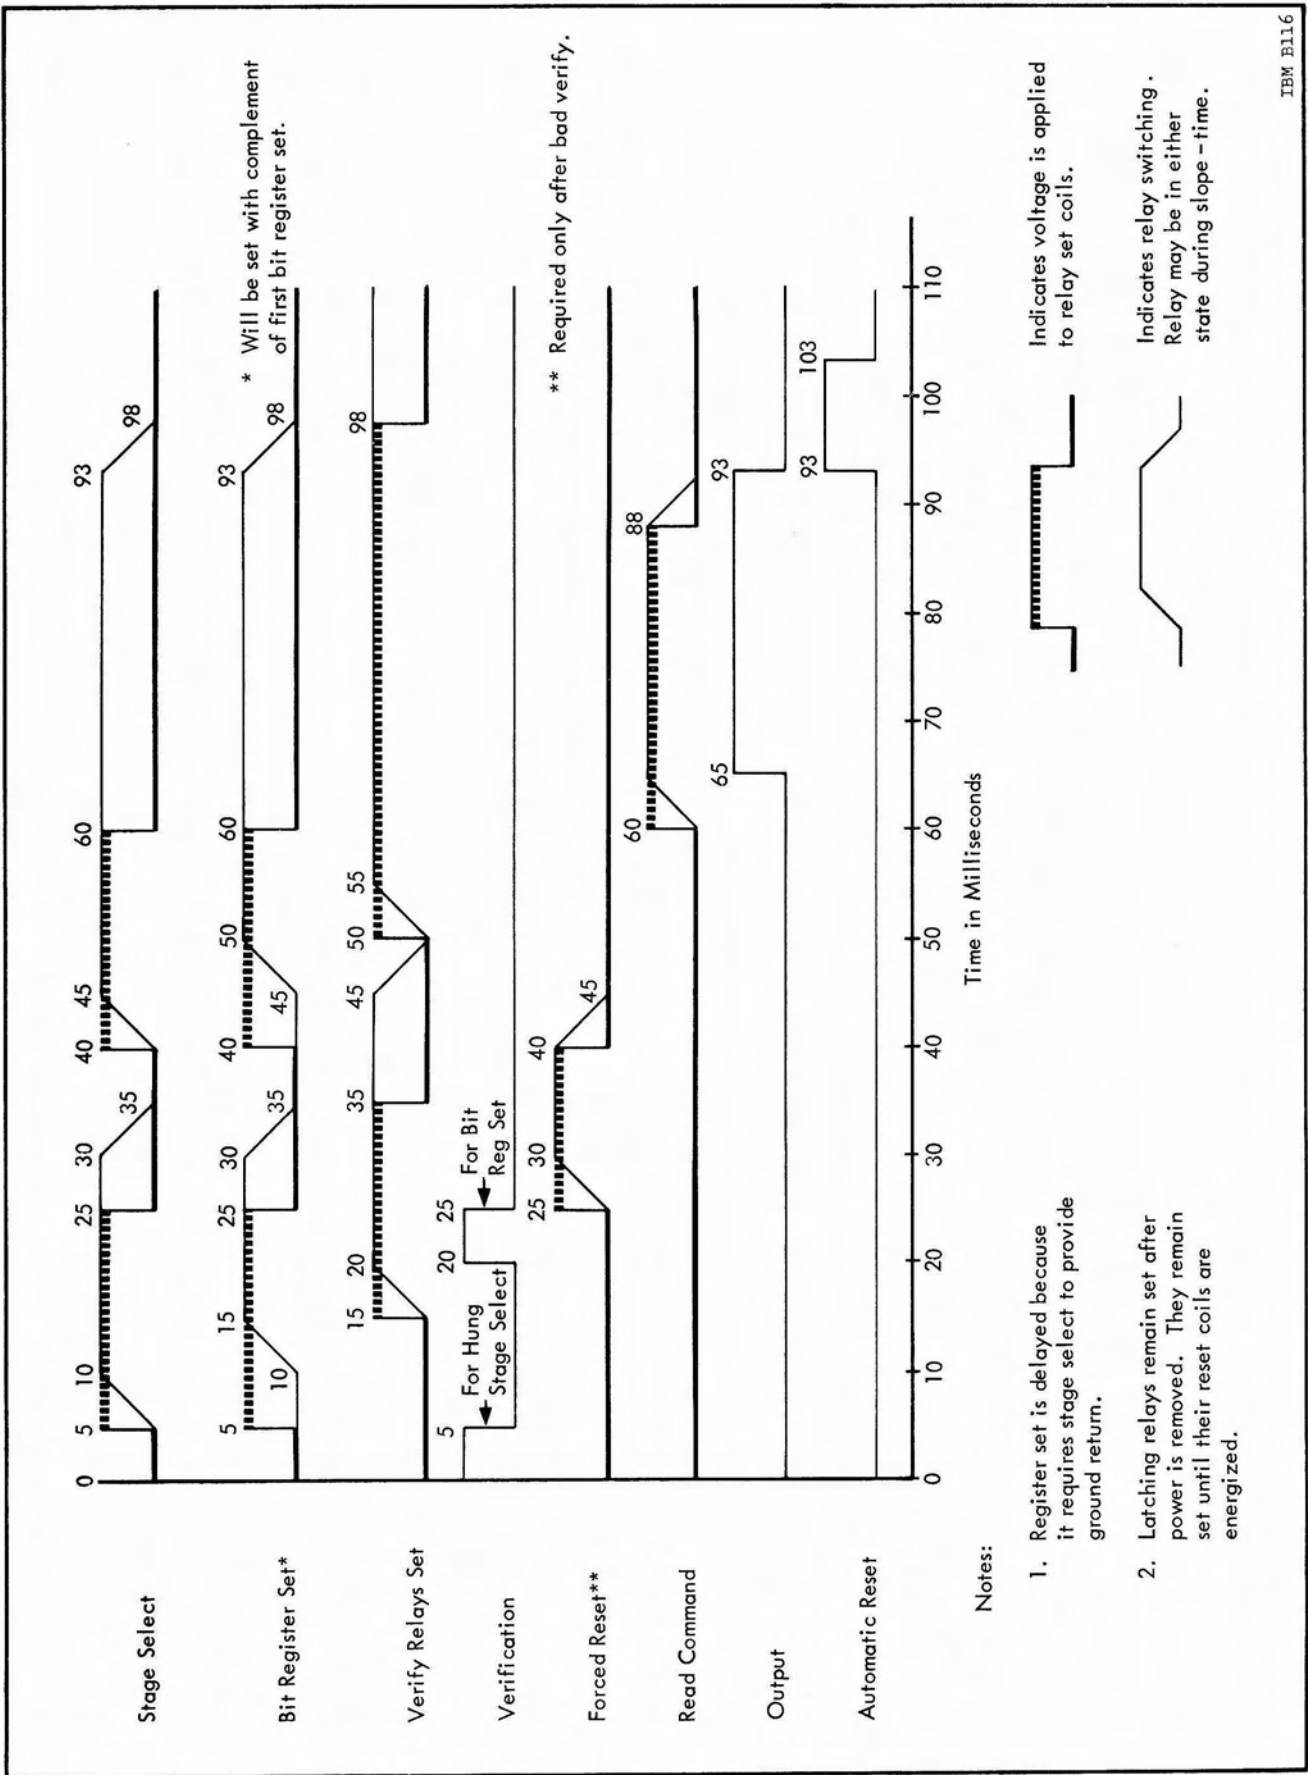 Stage Select
0
5
10
25
30
35
40
45
60
93
98
Bit Register Set*
5
10
15
25
30
35
40
45
50
60
93
98
* Will be set with complement
of first bit register set.
Verify Relays Set
15
20
35
45
50
55
98
Verification
5
For Hung
Stage Select
20
25
For Bit
Reg Set
Forced Reset**
25
30
40
45
** Required only after bad verify.
Read Command
60
88
Output
65
93
Automatic Reset
93
103
0
10
20
30
40
50
60
70
80
90
100
110
Time in Milliseconds
Notes:
1. Register set is delayed because
it requires stage select to provide
ground return.
2. Latching relays remain set after
power is removed. They remain
set until their reset coils are
energized.
Indicates voltage is applied
to relay set coils.
Indicates relay switching.
Relay may be in either
state during slope-time.
IBM B116